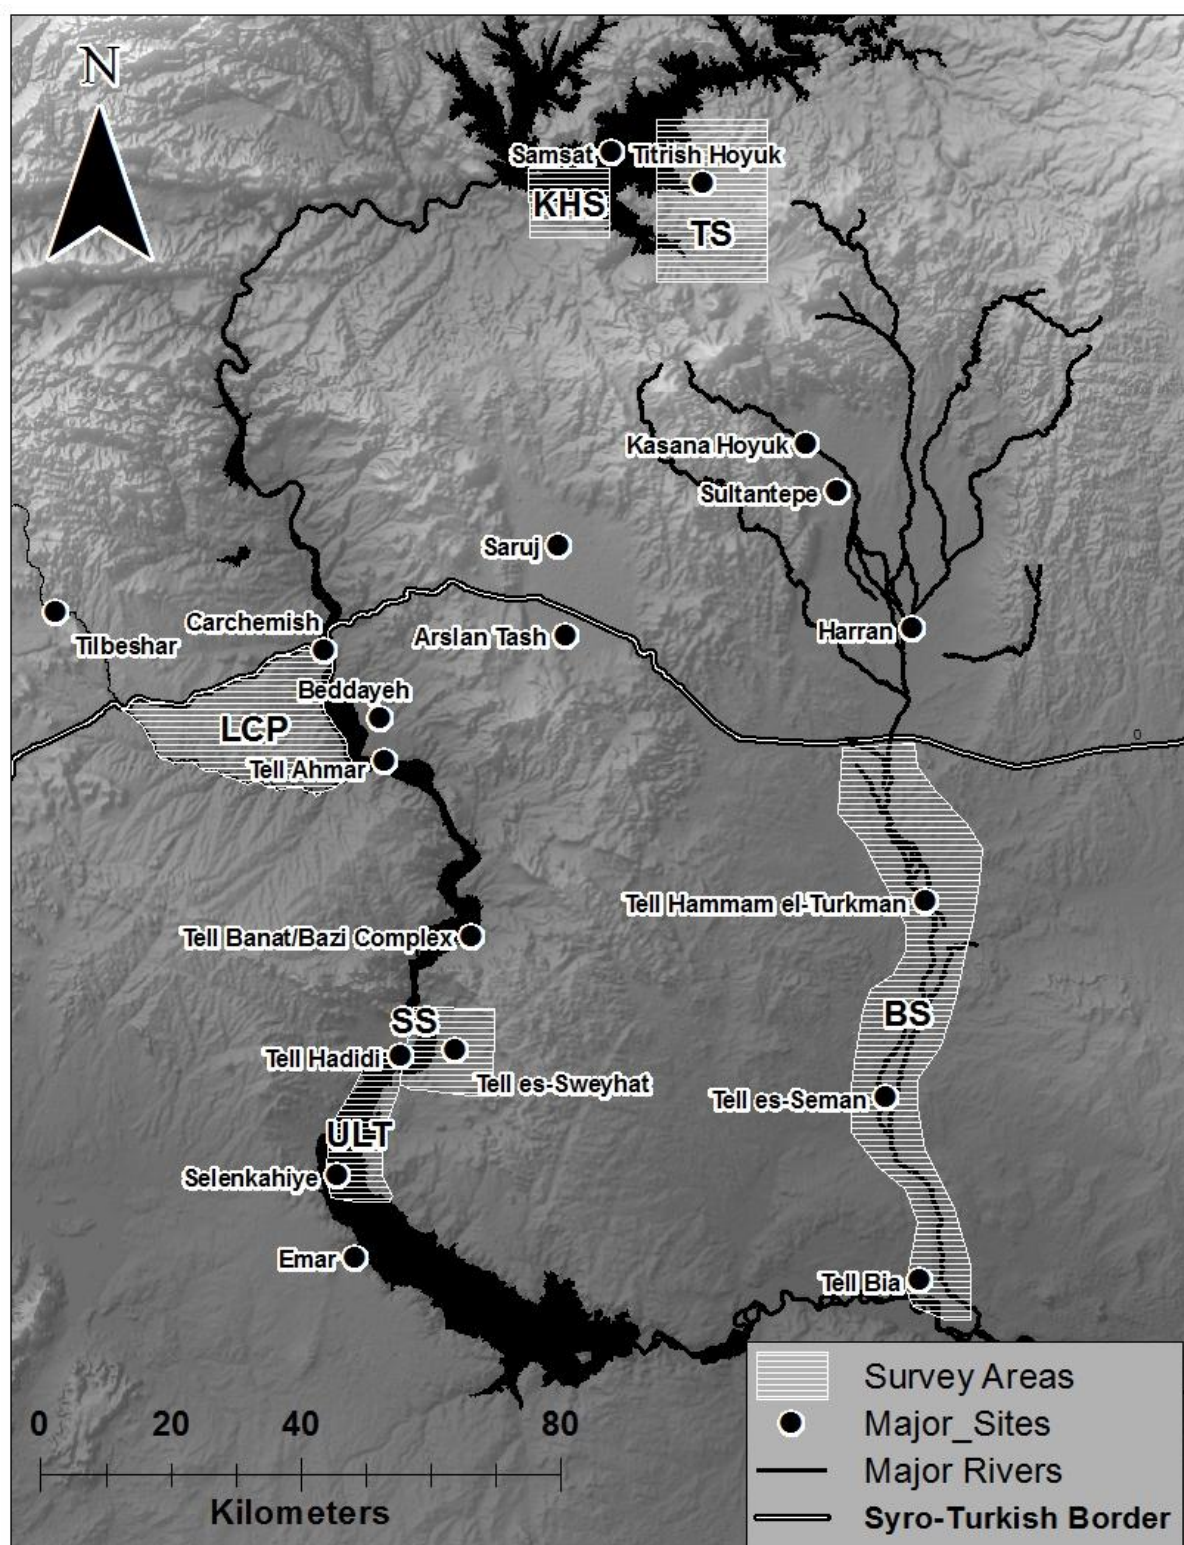 N
Samsat
Titrish Hoyuk
KHS
TS
Kasana Hoyuk
Sultantepe
Saruj
Tilbeshar
Carchemish
Arslan Tash
Harran
Beddayeh
LCP
Tell Ahmar
0
Tell Hammam el-Turkman
Tell Banat/Bazi Complex
SS
BS
Tell Hadidi
Tell es-Sweyhat
Tell es-Seman
ULT
Selenkahiye
Emar
Tell Bia
0 20 40 80
Kilometers
Survey Areas
Major_Sites
Major Rivers
Syro-Turkish Border